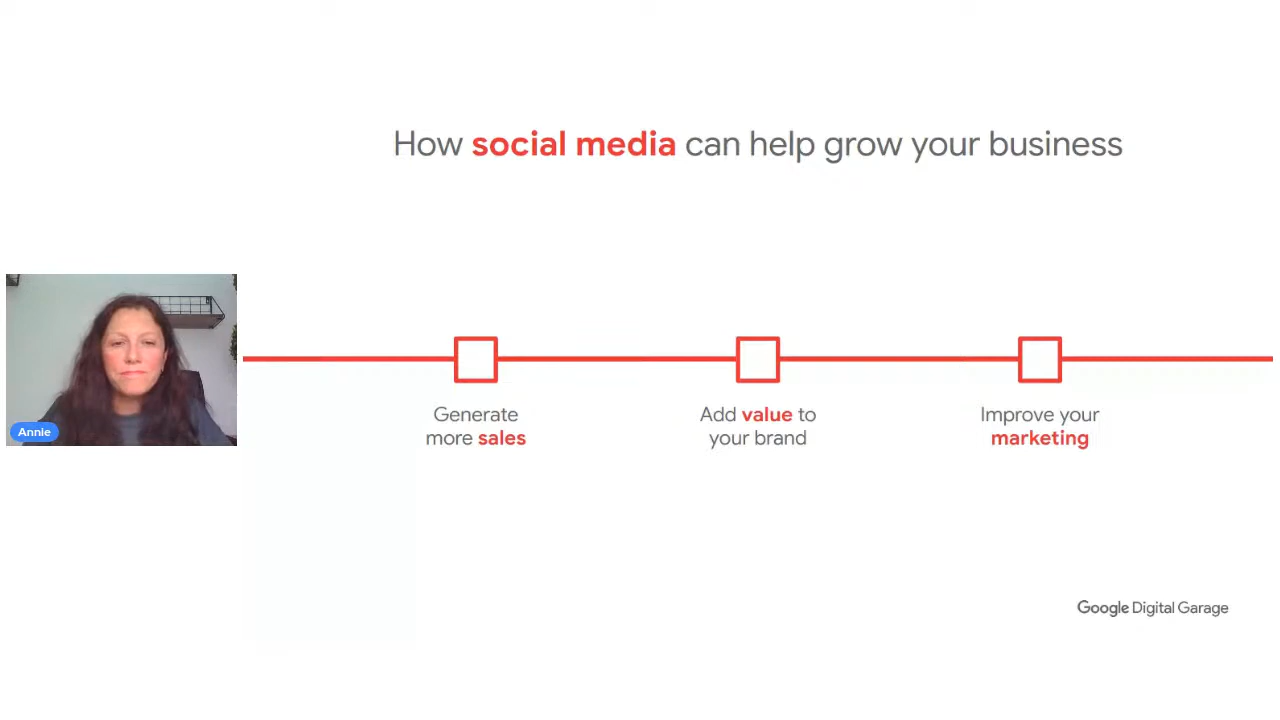 How social media can help grow your business
Annie
Generate
more sales
Add value to
your brand
Improve your
marketing
Google Digital Garage